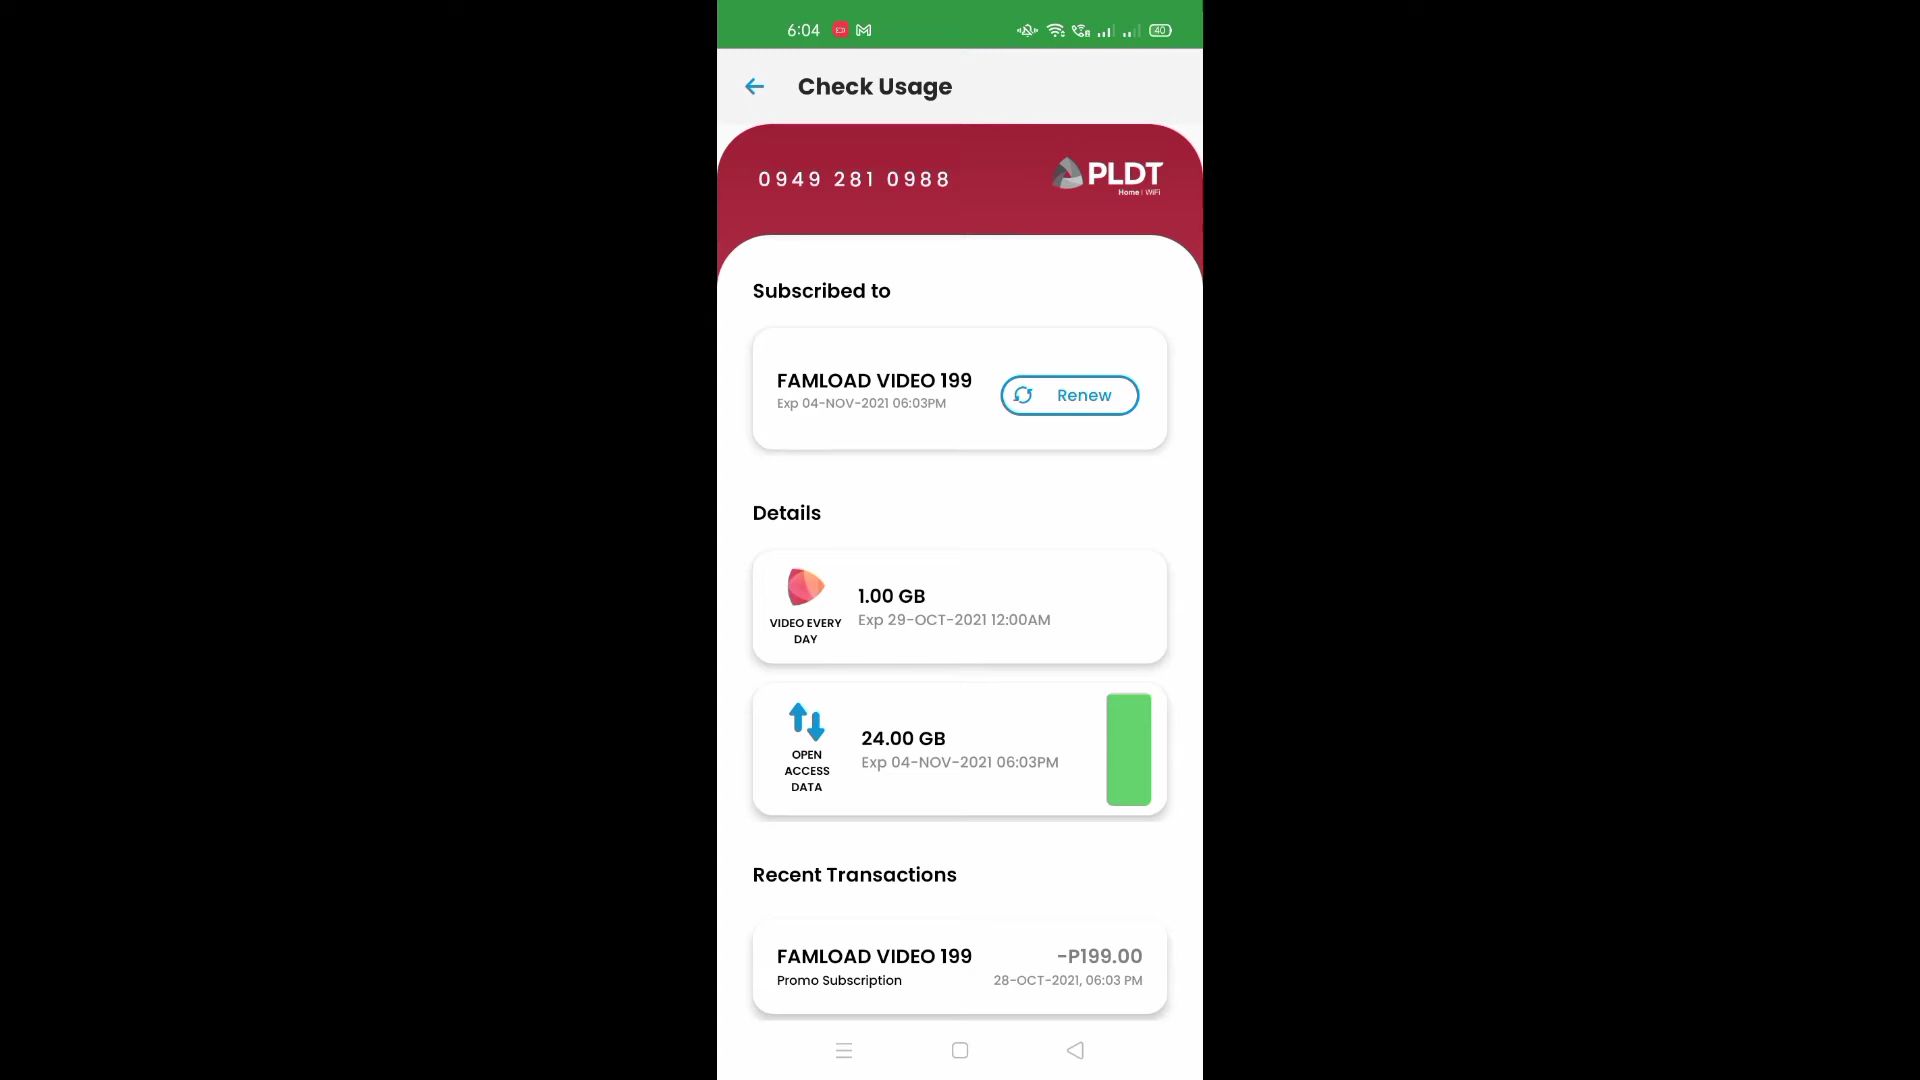 6:04
40
Check Usage
0949 281 0988
PLDT
Home | WiFi
Subscribed to
FAMLOAD VIDEO 199
Exp 04-NOV-2021 06:03PM
Renew
Details
VIDEO EVERY
DAY
1.00 GB
Exp 29-OCT-2021 12:00AM
OPEN
ACCESS
DATA
24.00 GB
Exp 04-NOV-2021 06:03PM
Recent Transactions
FAMLOAD VIDEO 199
-P199.00
Promo Subscription
28-OCT-2021, 06:03 PM